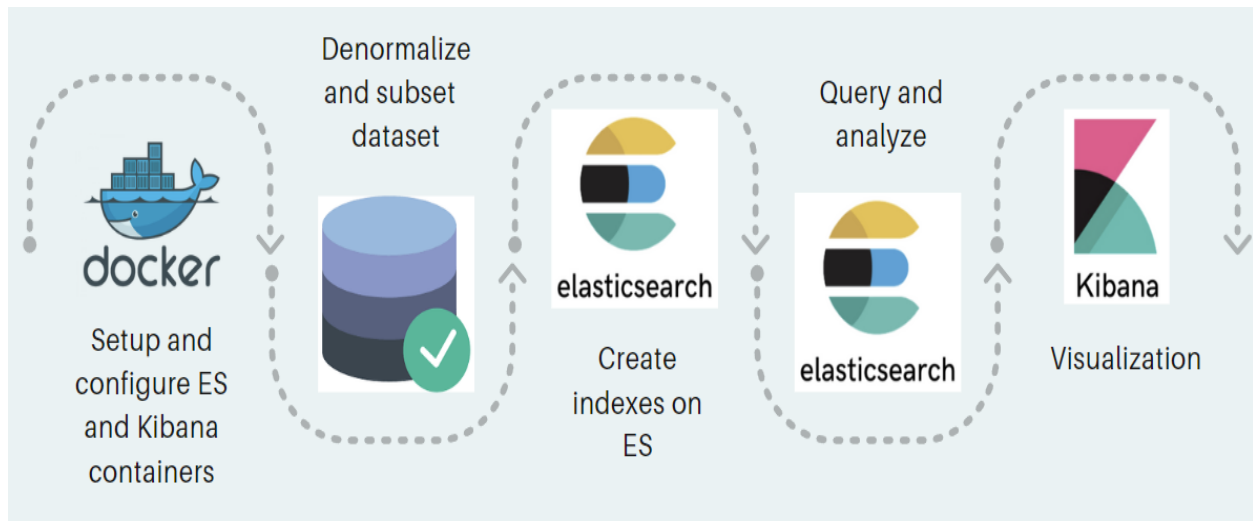 docker
Setup and
configure ES
and Kibana
containers
Denormalize
and subset
dataset
elasticsearch
Create
indexes on
ES
Query and
analyze
elasticsearch
Kibana
Visualization